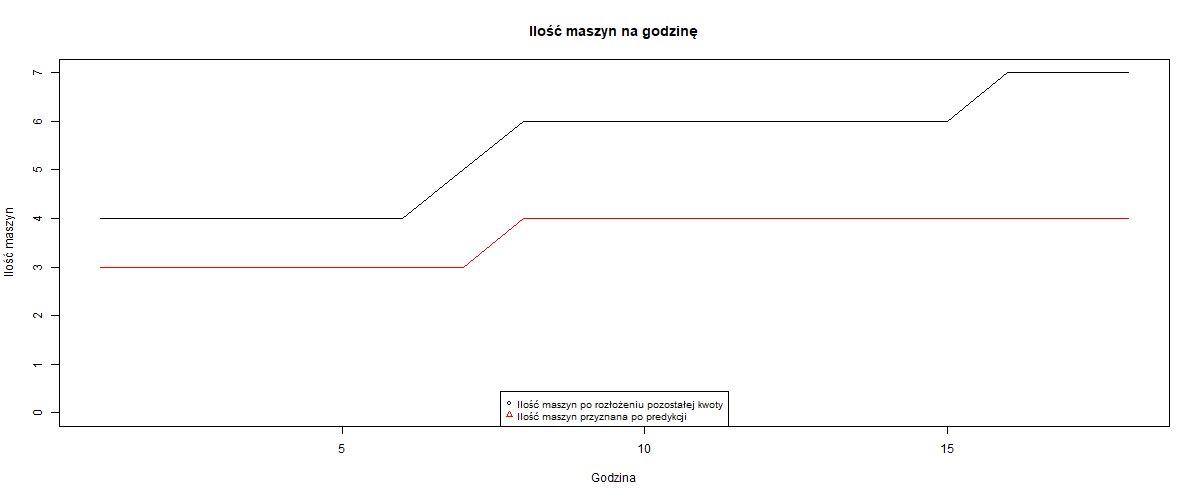 Ilość maszyn na godzinę
Ilość maszyn
7
6
5
4
3
2
1
0
Ilość maszyn po rozłożeniu pozostałej kwoty
Ilość maszyn przyznana po predykcji
5 10 15
Godzina